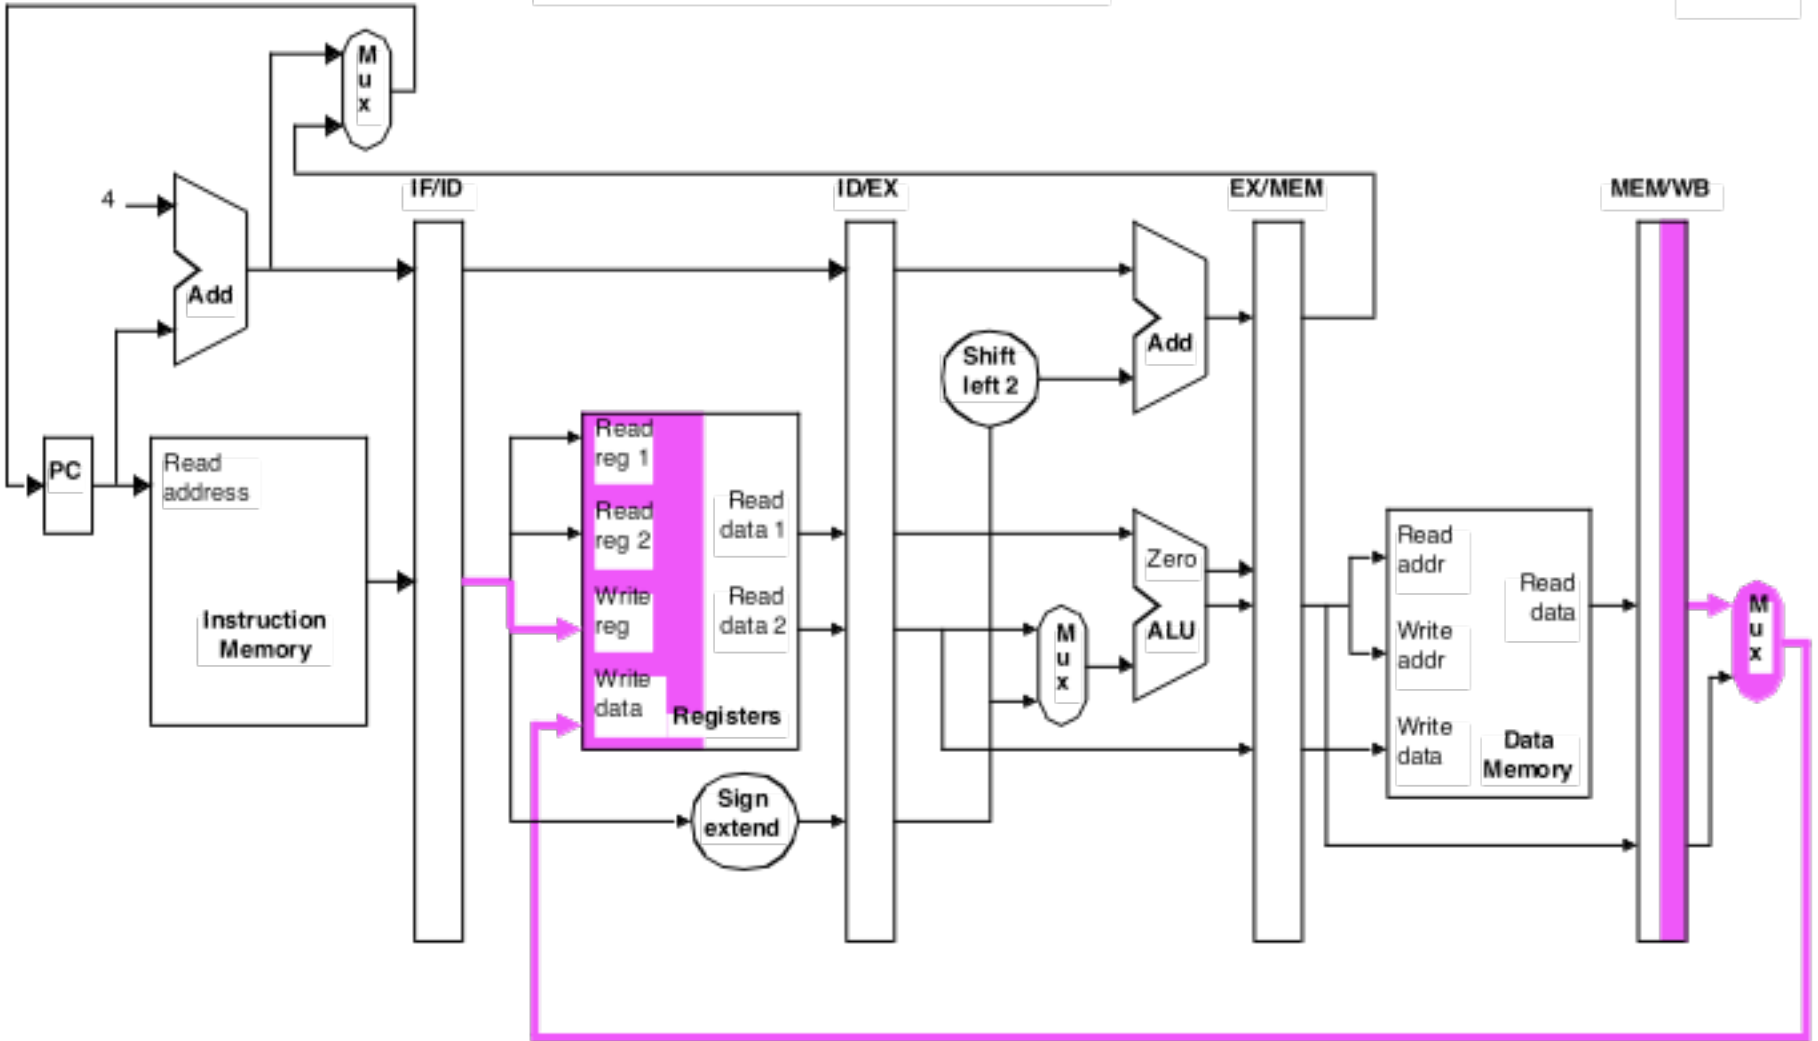 M
u
x
4
IF/ID
ID/EX
EX/MEM
MEM/WB
Add
Add
Shift
left 2
PC
Read
address
Instruction
Memory
Read
reg 1
Read
reg 2
Write
reg
Write
data
Read
data 1
Read
data 2
Registers
Sign
extend
M
u
x
Zero
ALU
Read
addr
Write
addr
Write
data
Read
data
Data
Memory
M
u
x